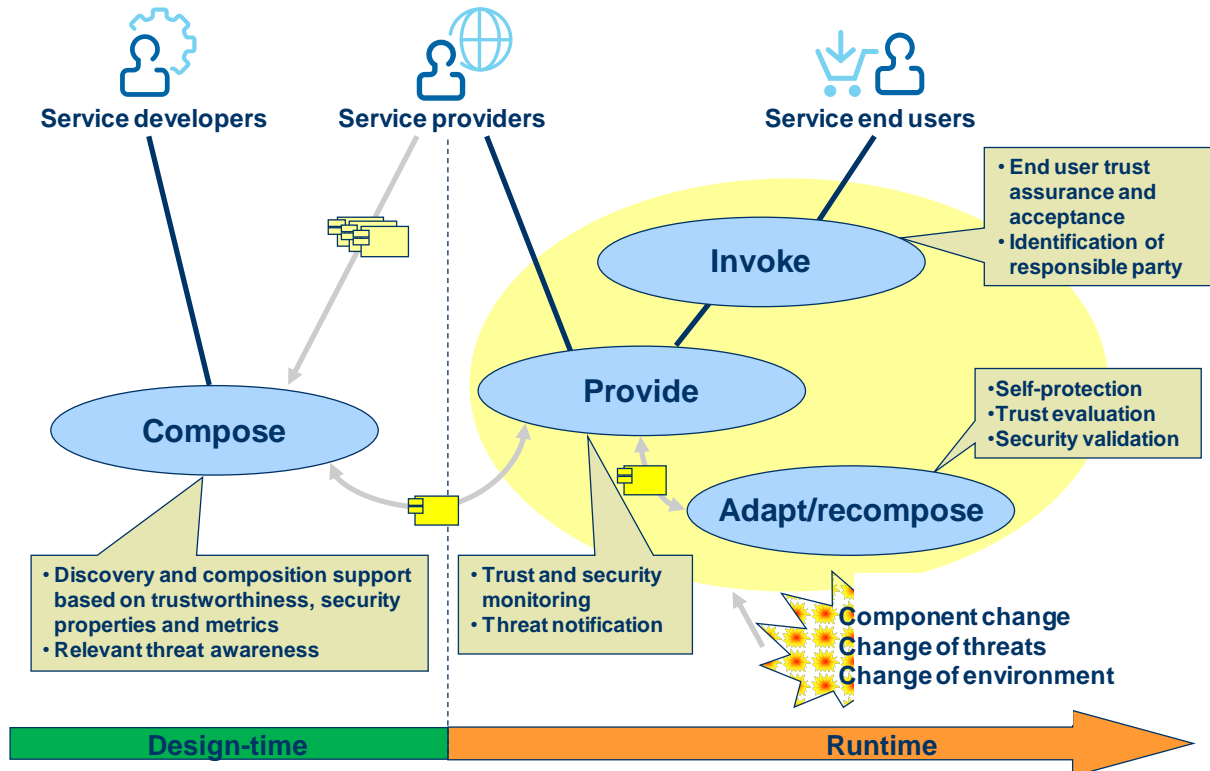 Service developers
Service providers
Service end users
• End user trust
assurance and
acceptance
• Identification of
responsible party
Invoke
Provide
•Self-protection
•Trust evaluation
•Security validation
Compose
Adapt/recompose
• Discovery and composition support
based on trustworthiness, security
properties and metrics
• Relevant threat awareness
• Trust and security
monitoring
• Threat notification
Component change
Change of threats
Change of environment
Design-time
Runtime